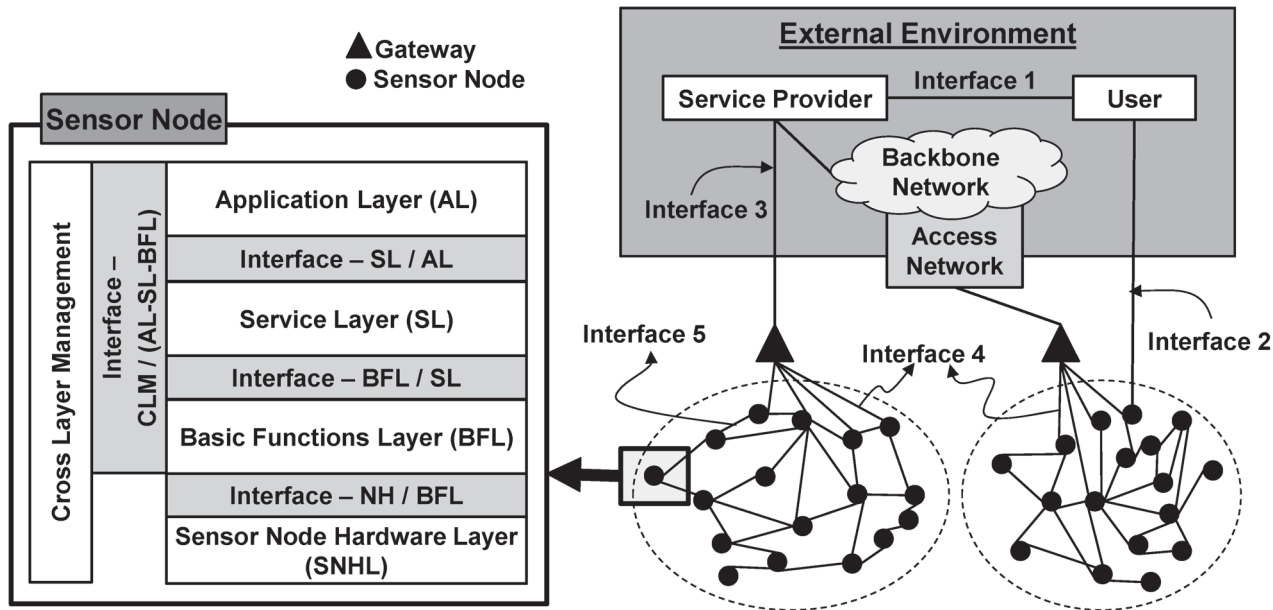 Gateway
Sensor Node
Sensor Node
Cross Layer Management
Interface –
CLM / (AL-SL-BFL)
Application Layer (AL)
Interface – SL / AL
Service Layer (SL)
Interface – BFL / SL
Basic Functions Layer (BFL)
Interface – NH / BFL
Sensor Node Hardware Layer
(SNHL)
External Environment
Service Provider
Interface 1
User
Backbone
Network
Interface 3
Access
Network
Interface 5
Interface 4
Interface 2